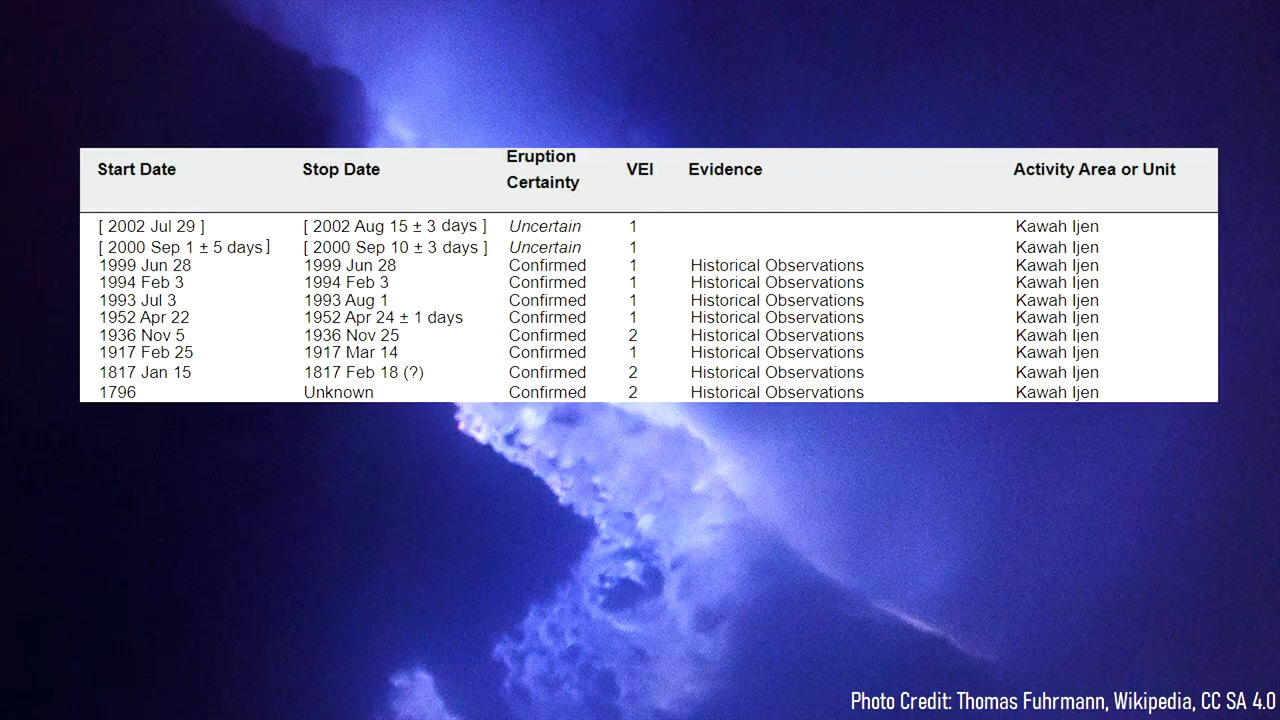 Start Date Stop Date Eruption Certainty VEI Evidence Activity Area or Unit
[ 2002 Jul 29 ] [ 2002 Aug 15 ± 3 days ] Uncertain 1 Kawah Ijen
[ 2000 Sep 1 ± 5 days ] [ 2000 Sep 10 ± 3 days ] Uncertain 1 Kawah Ijen
1999 Jun 28 1999 Jun 28 Confirmed 1 Historical Observations Kawah Ijen
1994 Feb 3 1994 Feb 3 Confirmed 1 Historical Observations Kawah Ijen
1993 Jul 3 1993 Aug 1 Confirmed 1 Historical Observations Kawah Ijen
1952 Apr 22 1952 Apr 24 ± 1 days Confirmed 1 Historical Observations Kawah Ijen
1936 Nov 5 1936 Nov 25 Confirmed 2 Historical Observations Kawah Ijen
1917 Feb 25 1917 Mar 14 Confirmed 1 Historical Observations Kawah Ijen
1817 Jan 15 1817 Feb 18 (?) Confirmed 2 Historical Observations Kawah Ijen
1796 Unknown Confirmed 2 Historical Observations Kawah Ijen
Photo Credit: Thomas Fuhrmann, Wikipedia, CC SA 4.0